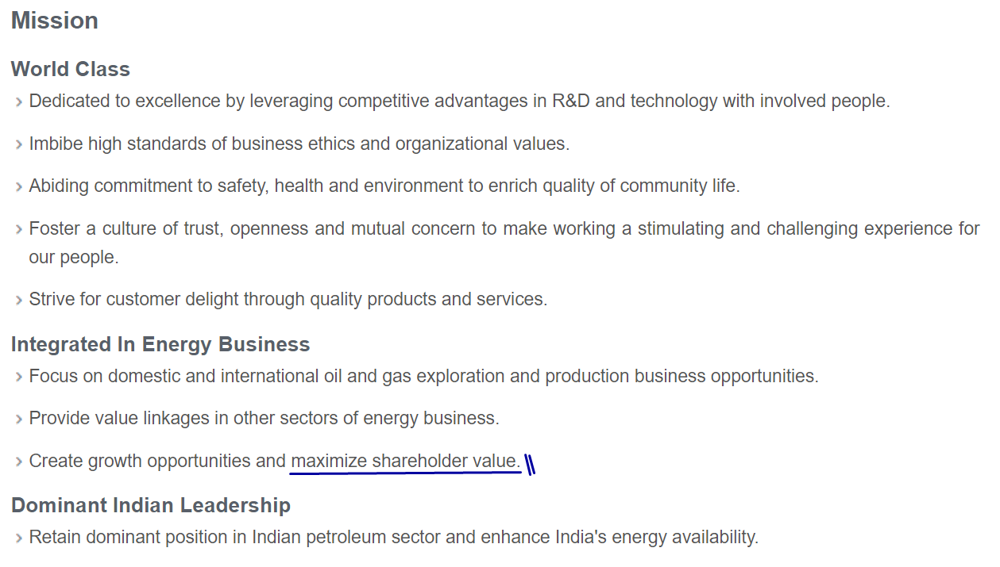 Mission
World Class
Dedicated to excellence by leveraging competitive advantages in R&D and technology with involved people.
Imbibe high standards of business ethics and organizational values.
Abiding commitment to safety, health and environment to enrich quality of community life.
Foster a culture of trust, openness and mutual concern to make working a stimulating and challenging experience for
our people.
Strive for customer delight through quality products and services.
Integrated In Energy Business
Focus on domestic and international oil and gas exploration and production business opportunities.
Provide value linkages in other sectors of energy business.
Create growth opportunities and maximize shareholder value.
Dominant Indian Leadership
Retain dominant position in Indian petroleum sector and enhance India's energy availability.